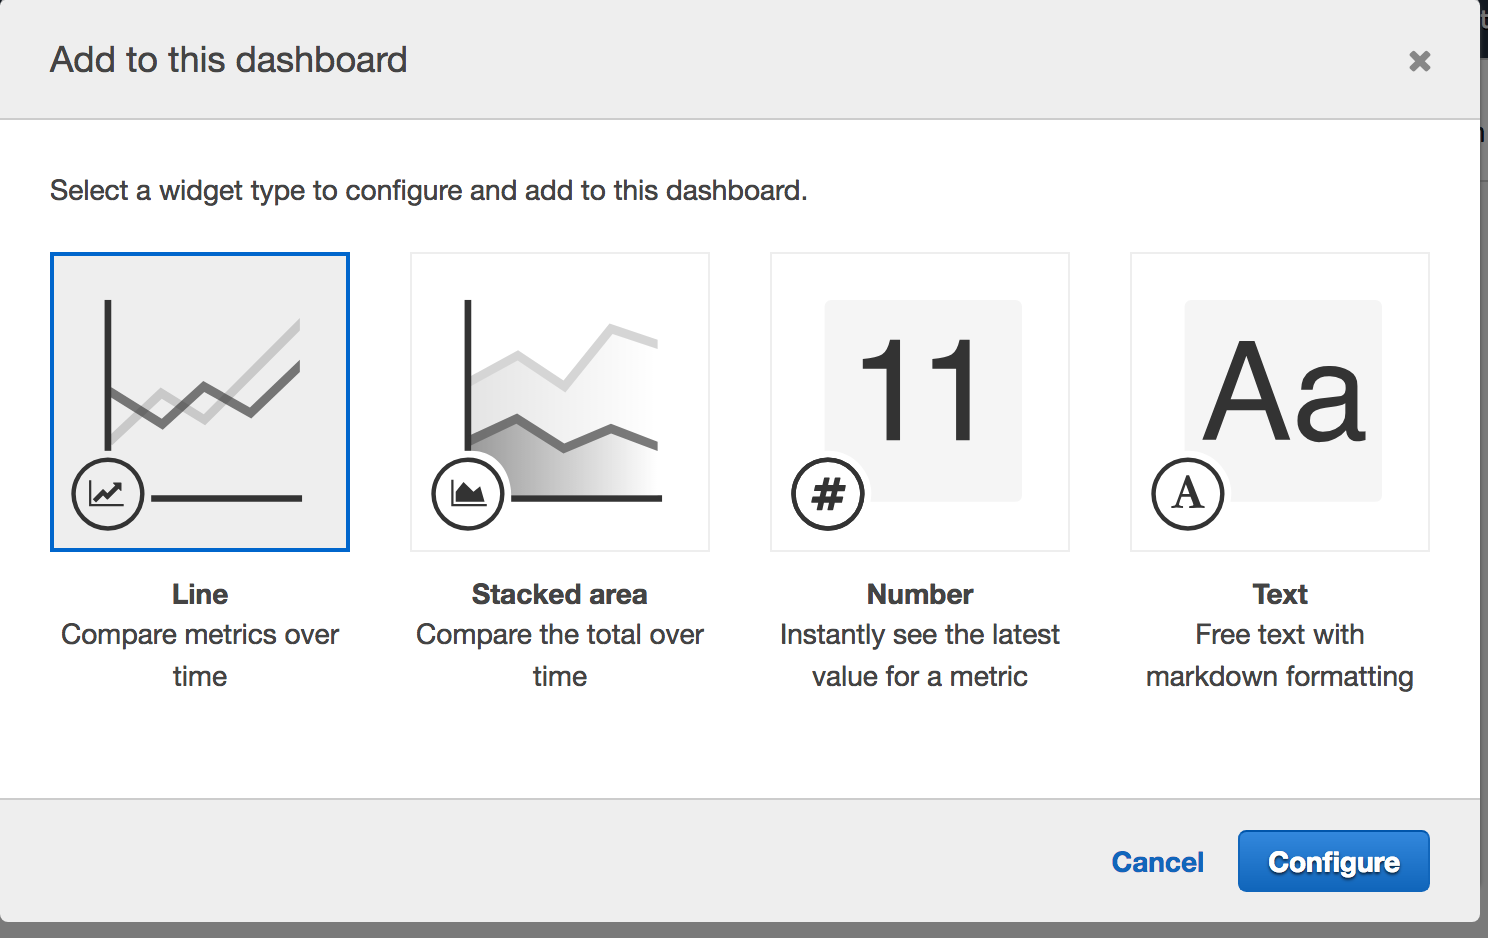 Add to this dashboard
Select a widget type to configure and add to this dashboard.
11
Aa
#
A
Line
Compare metrics over
time
Stacked area
Compare the total over
time
Number
Instantly see the latest
value for a metric
Text
Free text with
markdown formatting
Cancel
Configure